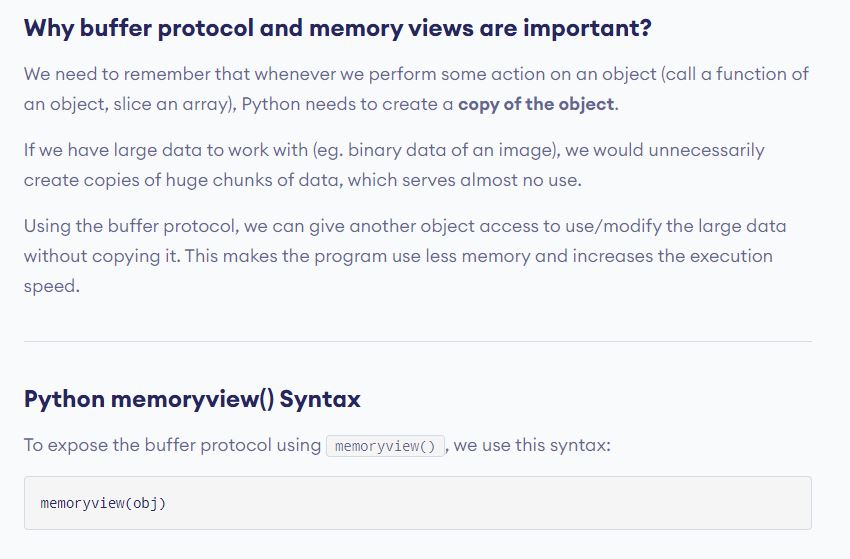 Why buffer protocol and memory views are important?
We need to remember that whenever we perform some action on an object (call a function of
an object, slice an array), Python needs to create a copy of the object.
If we have large data to work with (eg. binary data of an image), we would unnecessarily
create copies of huge chunks of data, which serves almost no use.
Using the buffer protocol, we can give another object access to use/modify the large data
without copying it. This makes the program use less memory and increases the execution
speed.
Python memoryview() Syntax
To expose the buffer protocol using memoryview() , we use this syntax:
memoryview(obj)